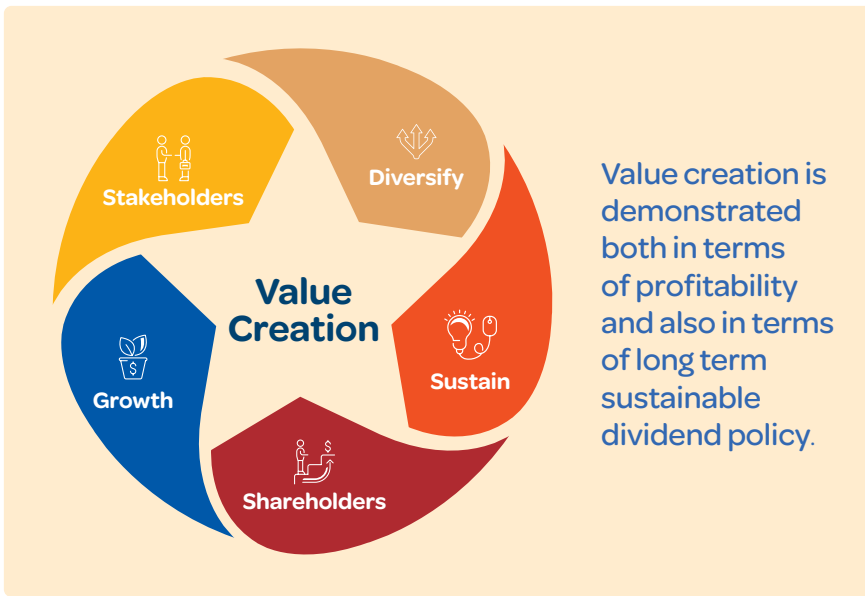 Stakeholders
Diversify
Value
Creation
Growth
$
Sustain
$
Shareholders
Value creation is
demonstrated
both in terms
of profitability
and also in terms
of long term
sustainable
dividend policy.